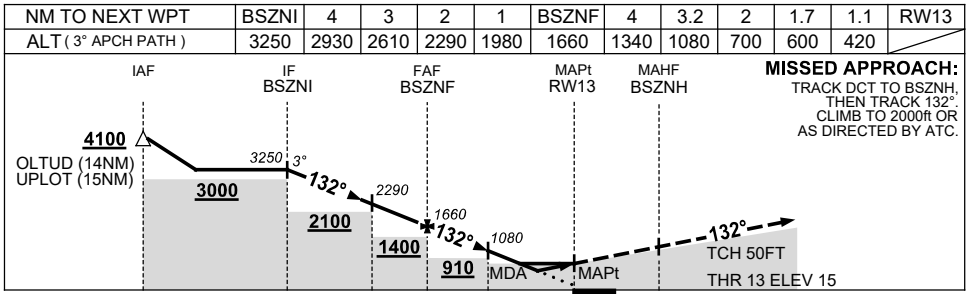 NM TO NEXT WPT BSZNI 4 3 2 1 BSZNF 4 3.2 2 1.7 1.1 RW13
ALT ( 3° APCH PATH ) 3250 2930 2610 2290 1980 1660 1340 1080 700 600 420
IAF IF FAF MAPt MAHF MISSED APPROACH:
BSZNI BSZNF RW13 BSZNH TRACK DCT TO BSZNH,
THEN TRACK 132°.
CLIMB TO 2000ft OR
AS DIRECTED BY ATC.
4100
OLTUD (14NM) 3250 3°
UPLOT (15NM)
3000 132° 2290
2100 1660
132° 132°
1400 1080
910 MDA MAPt TCH 50FT
THR 13 ELEV 15